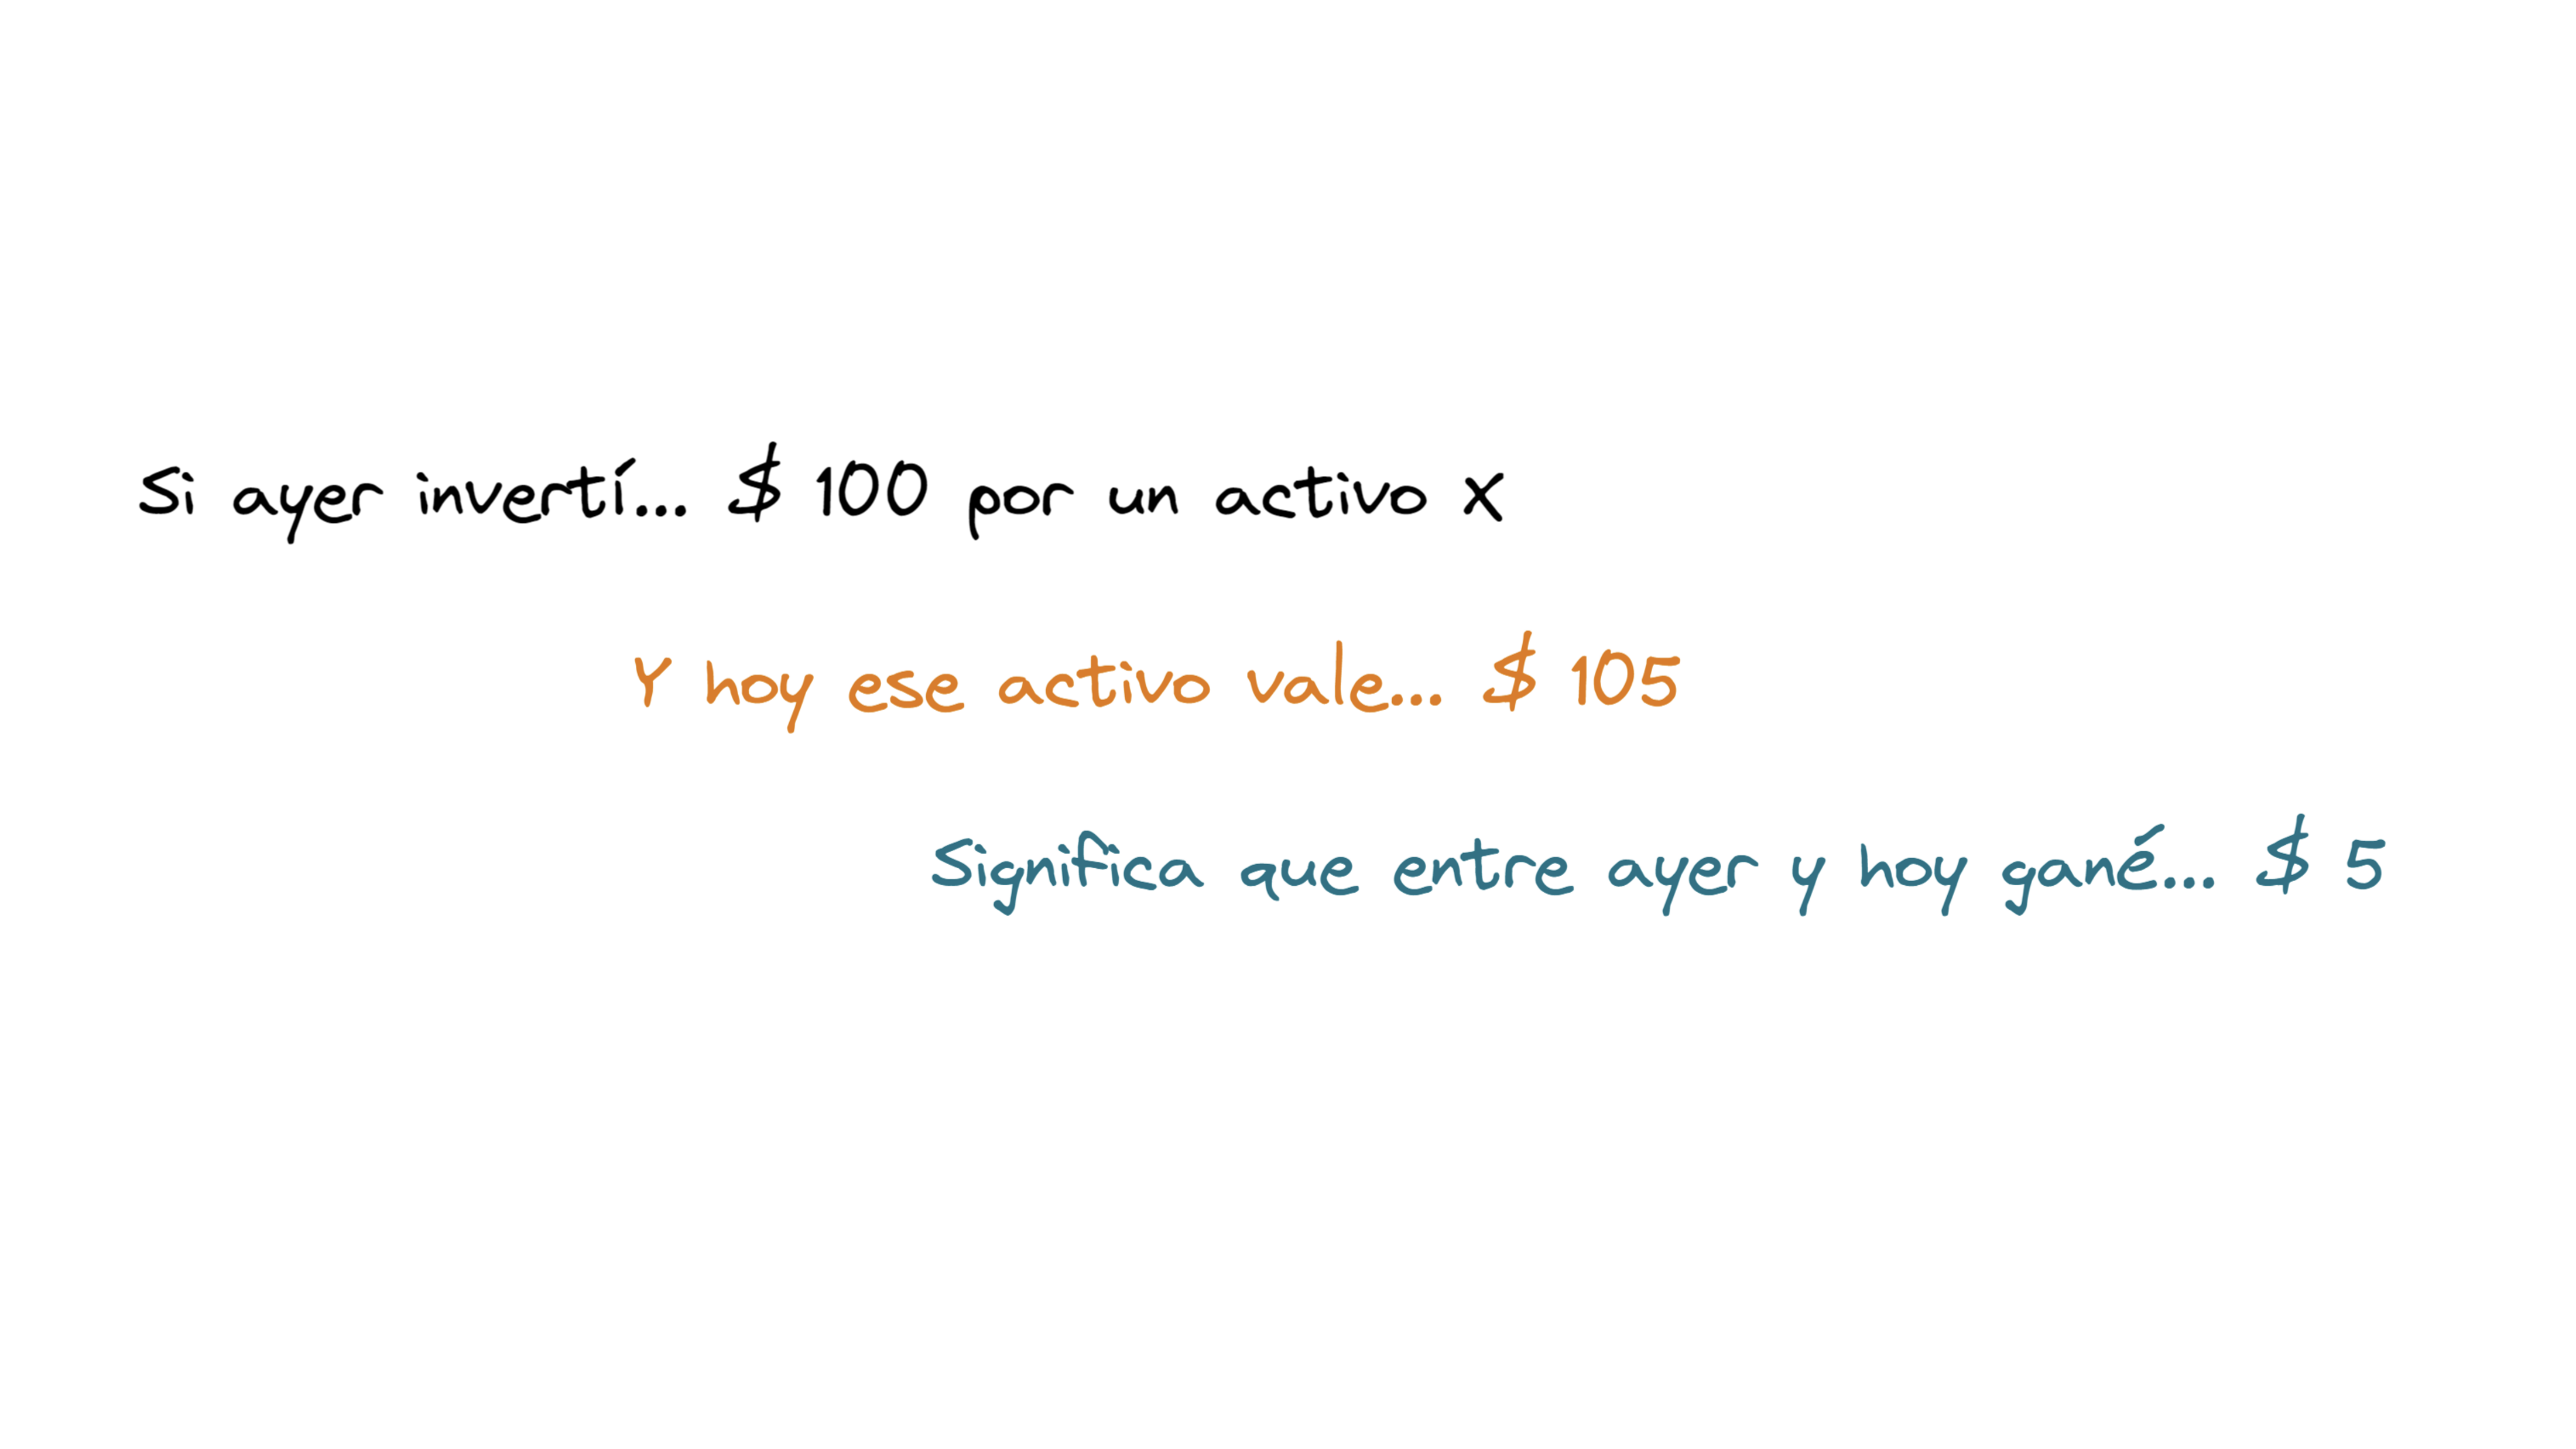 Si ayer invertí... $ 100 por un activo X
Y hoy ese activo vale... $ 105
Significa que entre ayer y hoy gané... $ 5